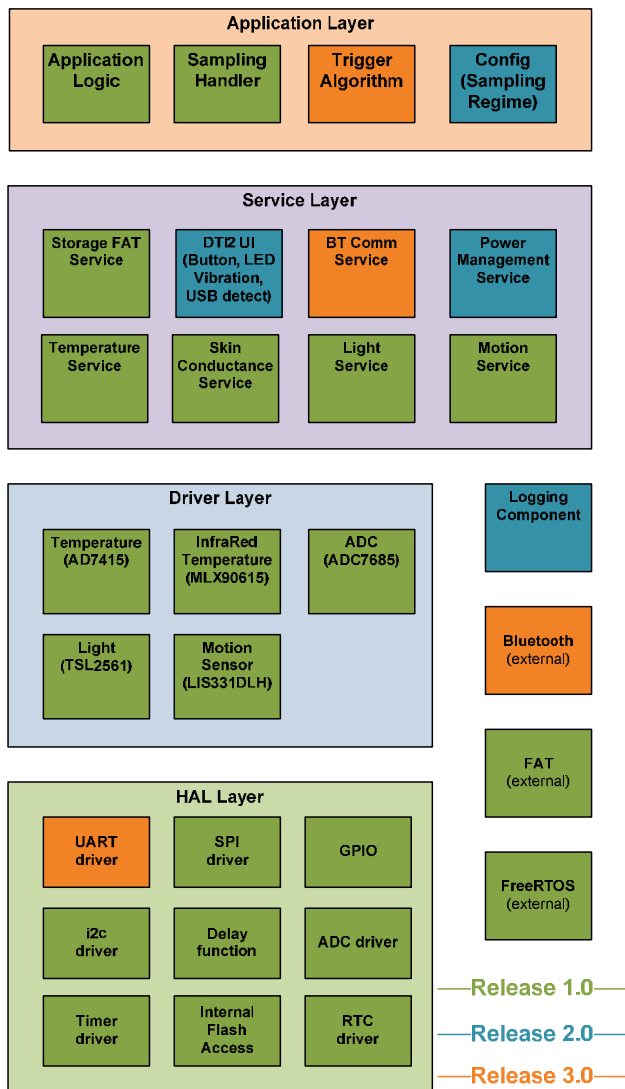 Application Layer
Application
Logic
Sampling
Handler
Trigger
Algorithm
Config
(Sampling
Regime)
Service Layer
Storage FAT
Service
DTI2 UI
(Button, LED
Vibration,
USB detect)
BT Comm
Service
Power
Management
Service
Temperature
Service
Skin
Conductance
Service
Light
Service
Motion
Service
Driver Layer
Temperature
(AD7415)
InfraRed
Temperature
(MLX90615)
ADC
(ADC7685)
Light
(TSL2561)
Motion
Sensor
(LIS331DLH)
Logging
Component
Bluetooth
(external)
FAT
(external)
FreeRTOS
(external)
HAL Layer
UART
driver
SPI
driver
GPIO
i2c
driver
Delay
function
ADC driver
Timer
driver
Internal
Flash
Access
RTC
driver
Release 1.0
Release 2.0
Release 3.0